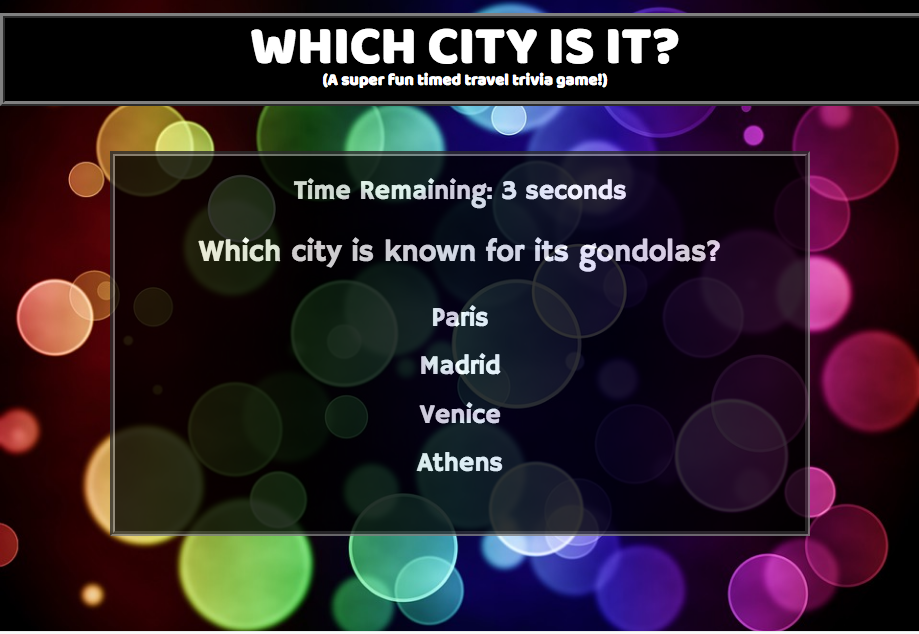 WHICH CITY IS IT?
(A super fun timed travel trivia game!)
Time Remaining: 3 seconds
Which city is known for its gondolas?
Paris
Madrid
Venice
Athens